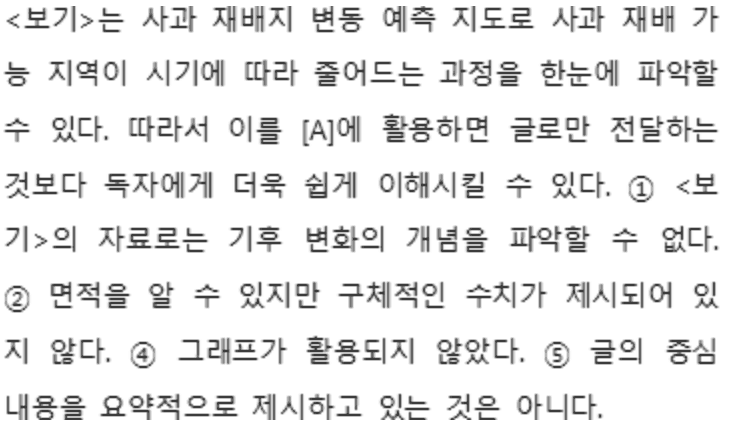 <보기>는 사과 재배지 변동 예측 지도로 사과 재배 가
능 지역이 시기에 따라 줄어드는 과정을 한눈에 파악할
수 있다. 따라서 이를 [A]에 활용하면 글로만 전달하는
것보다 독자에게 더욱 쉽게 이해시킬 수 있다. ① <보
기>의 자료로는 기후 변화의 개념을 파악할 수 없다.
② 면적을 알 수 있지만 구체적인 수치가 제시되어 있
지 않다. ④ 그래프가 활용되지 않았다. ⑤ 글의 중심
내용을 요약적으로 제시하고 있는 것은 아니다.